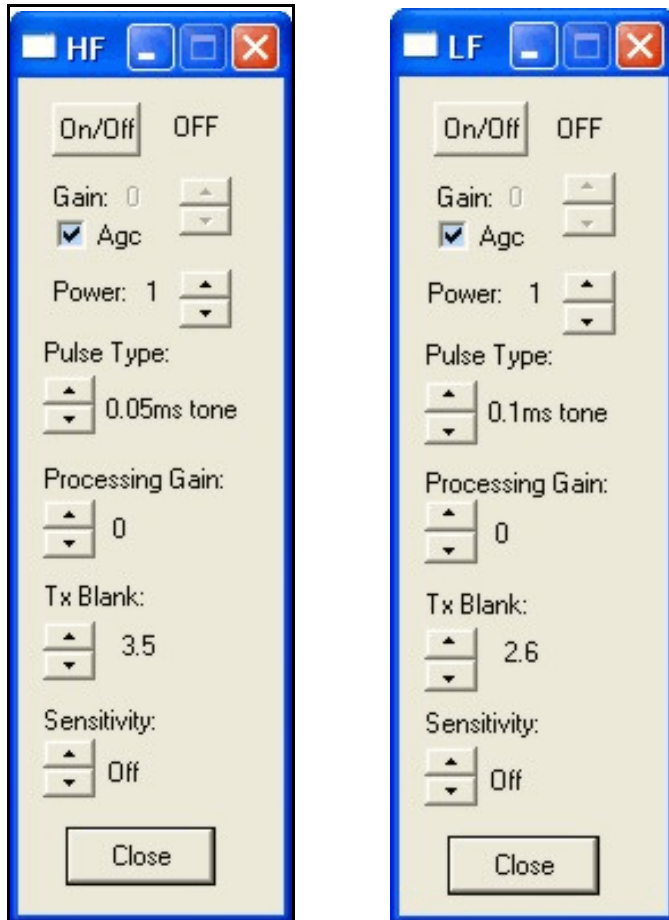 HF
On/Off OFF
Gain: 0
Agc
Power: 1
Pulse Type:
0.05ms tone
Processing Gain:
0
Tx Blank:
3.5
Sensitivity:
Off
Close
LF
On/Off OFF
Gain: 0
Agc
Power: 1
Pulse Type:
0.1ms tone
Processing Gain:
0
Tx Blank:
2.6
Sensitivity:
Off
Close